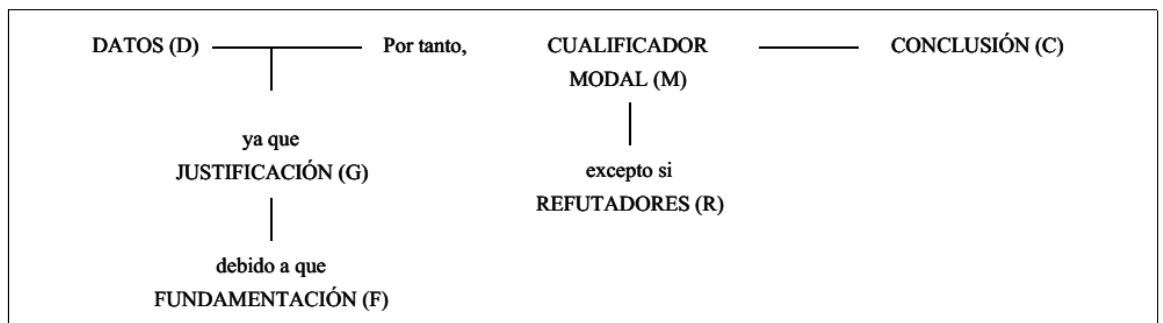 DATOS (D) Por tanto, CUALIFICADOR CONCLUSIÓN (C)
MODAL (M)
ya que
JUSTIFICACIÓN (G)
excepto si
REFUTADORES (R)
debido a que
FUNDAMENTACIÓN (F)